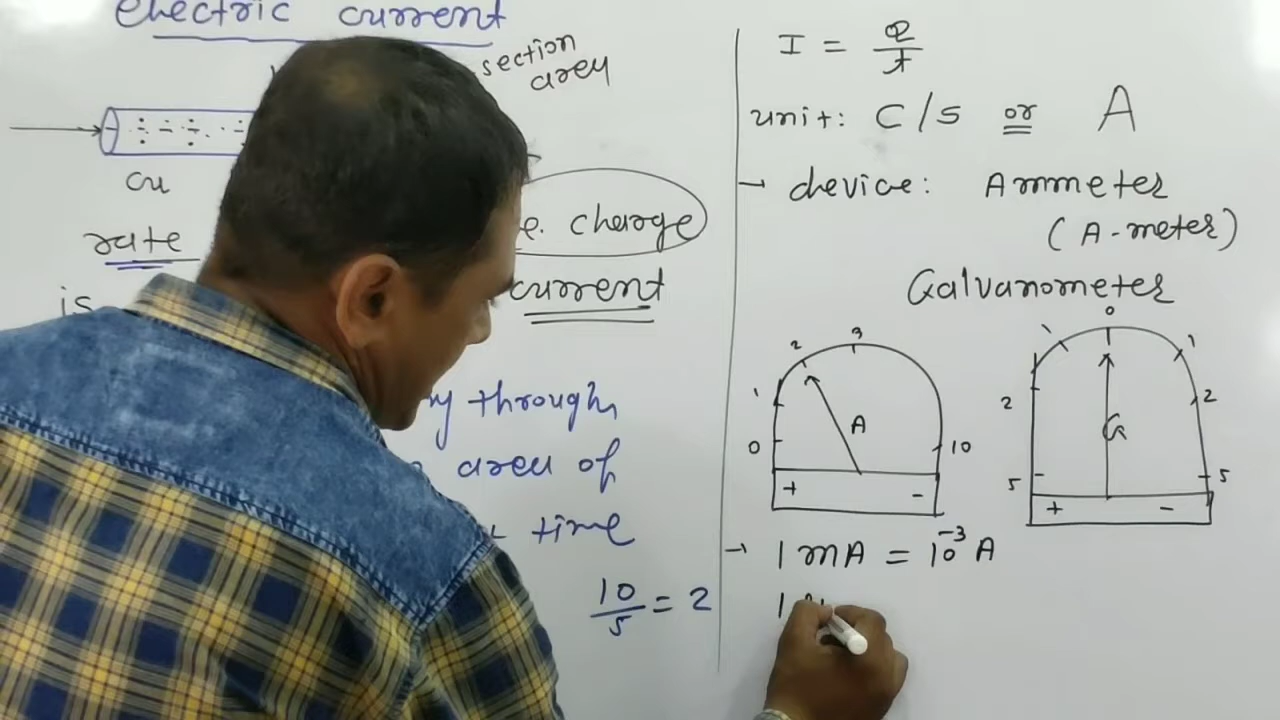 electric current
section
area
Cu
rate
e. charge
current
is
y through
area of
time
10/5 = 2
I = Q/t
unit: C/S or A
→ device: Ammeter
(A-meter)
Galvanometer
0 1 2 3 10
A
+ -
5 2 1 0 1 2 5
G
+ -
→ 1 mA = 10⁻³ A
1